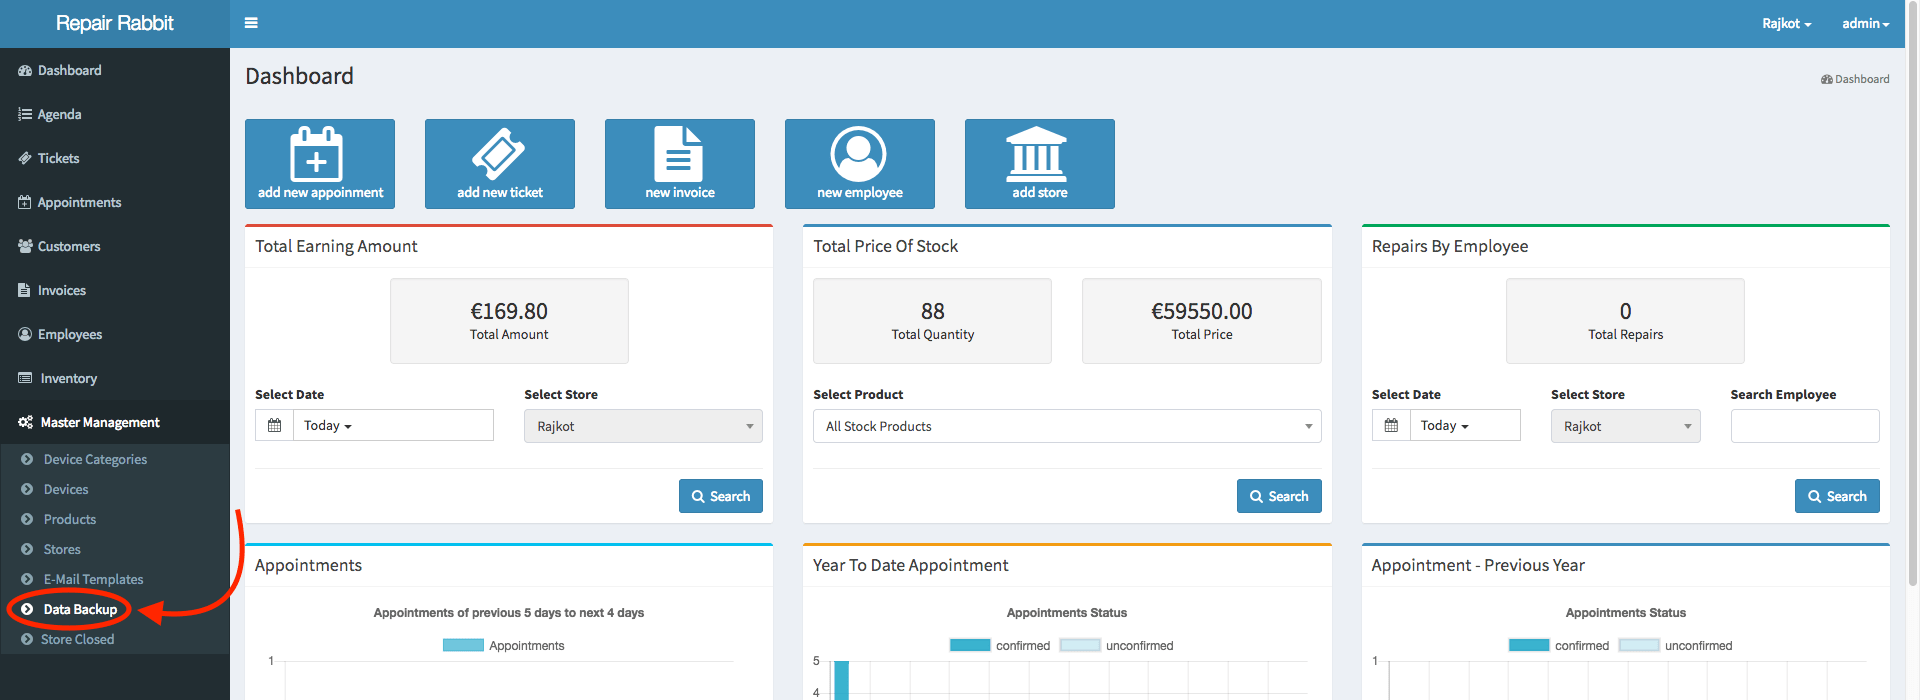 Repair Rabbit
Rajkot
admin
Dashboard
Agenda
Tickets
Appointments
Customers
Invoices
Employees
Inventory
Master Management
Device Categories
Devices
Products
Stores
E-Mail Templates
Data Backup
Store Closed
Dashboard
Dashboard
add new appoinment
add new ticket
new invoice
new employee
add store
Total Earning Amount
€169.80
Total Amount
Select Date
Select Store
Today
Rajkot
Search
Total Price Of Stock
88
Total Quantity
€59550.00
Total Price
Select Product
All Stock Products
Search
Repairs By Employee
0
Total Repairs
Select Date
Select Store
Search Employee
Today
Rajkot
Search
Appointments
Appointments of previous 5 days to next 4 days
Appointments
1
Year To Date Appointment
Appointments Status
confirmed
unconfirmed
5
4
Appointment - Previous Year
Appointments Status
confirmed
unconfirmed
1